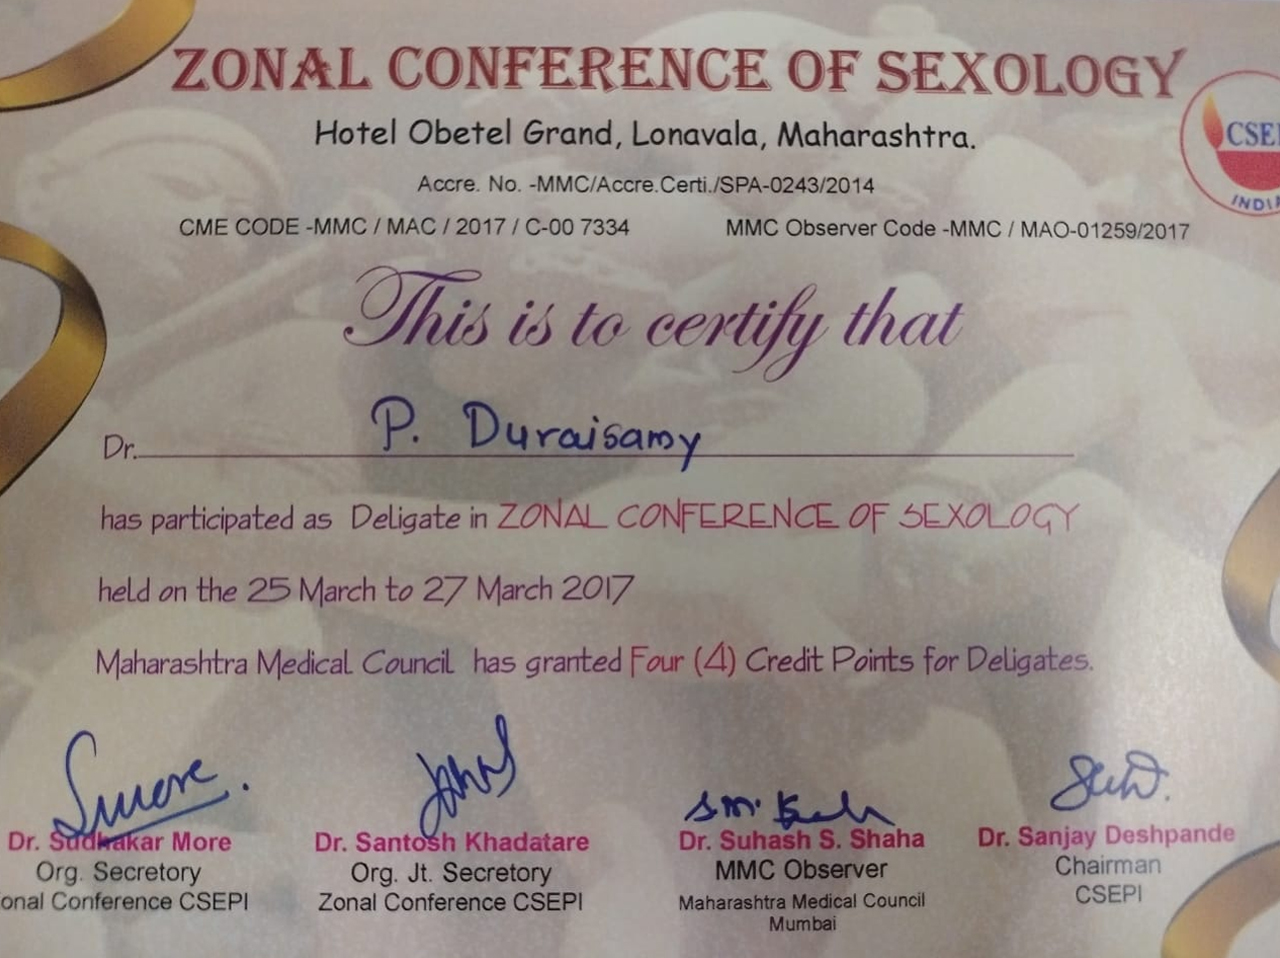 ZONAL CONFERENCE OF SEXOLOGY
Hotel Obetel Grand, Lonavala, Maharashtra.
CSEPI
INDIA
Accre. No. -MMC/Accre.Certi./SPA-0243/2014
CME CODE -MMC / MAC / 2017 / C-00 7334 MMC Observer Code -MMC / MAO-01259/2017
This is to certify that
Dr. P. Duraisamy
has participated as Deligate in ZONAL CONFERENCE OF SEXOLOGY
held on the 25 March to 27 March 2017
Maharashtra Medical Council has granted Four (4) Credit Points for Deligates.
Dr. Sudhakar More Dr. Santosh Khadatare Dr. Suhash S. Shaha Dr. Sanjay Deshpande
Org. Secretory Org. Jt. Secretory MMC Observer Chairman
onal Conference CSEPI Zonal Conference CSEPI Maharashtra Medical Council CSEPI
Mumbai